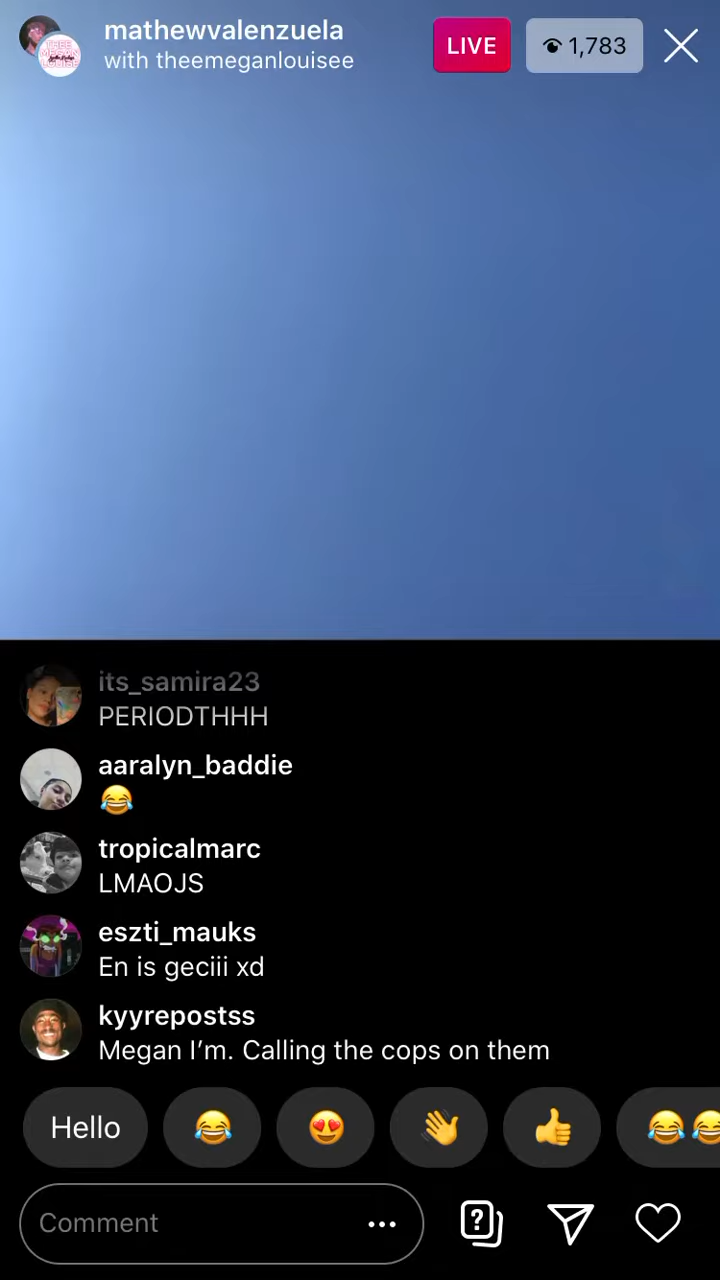 mathewvalenzuela
with theemeganlouisee
LIVE
1,783
its_samira23
PERIODTHHH
aaralyn_baddie
😂
tropicalmarc
LMAOJS
eszti_mauks
En is geciii xd
kyyrepostss
Megan I’m. Calling the cops on them
Hello
Comment